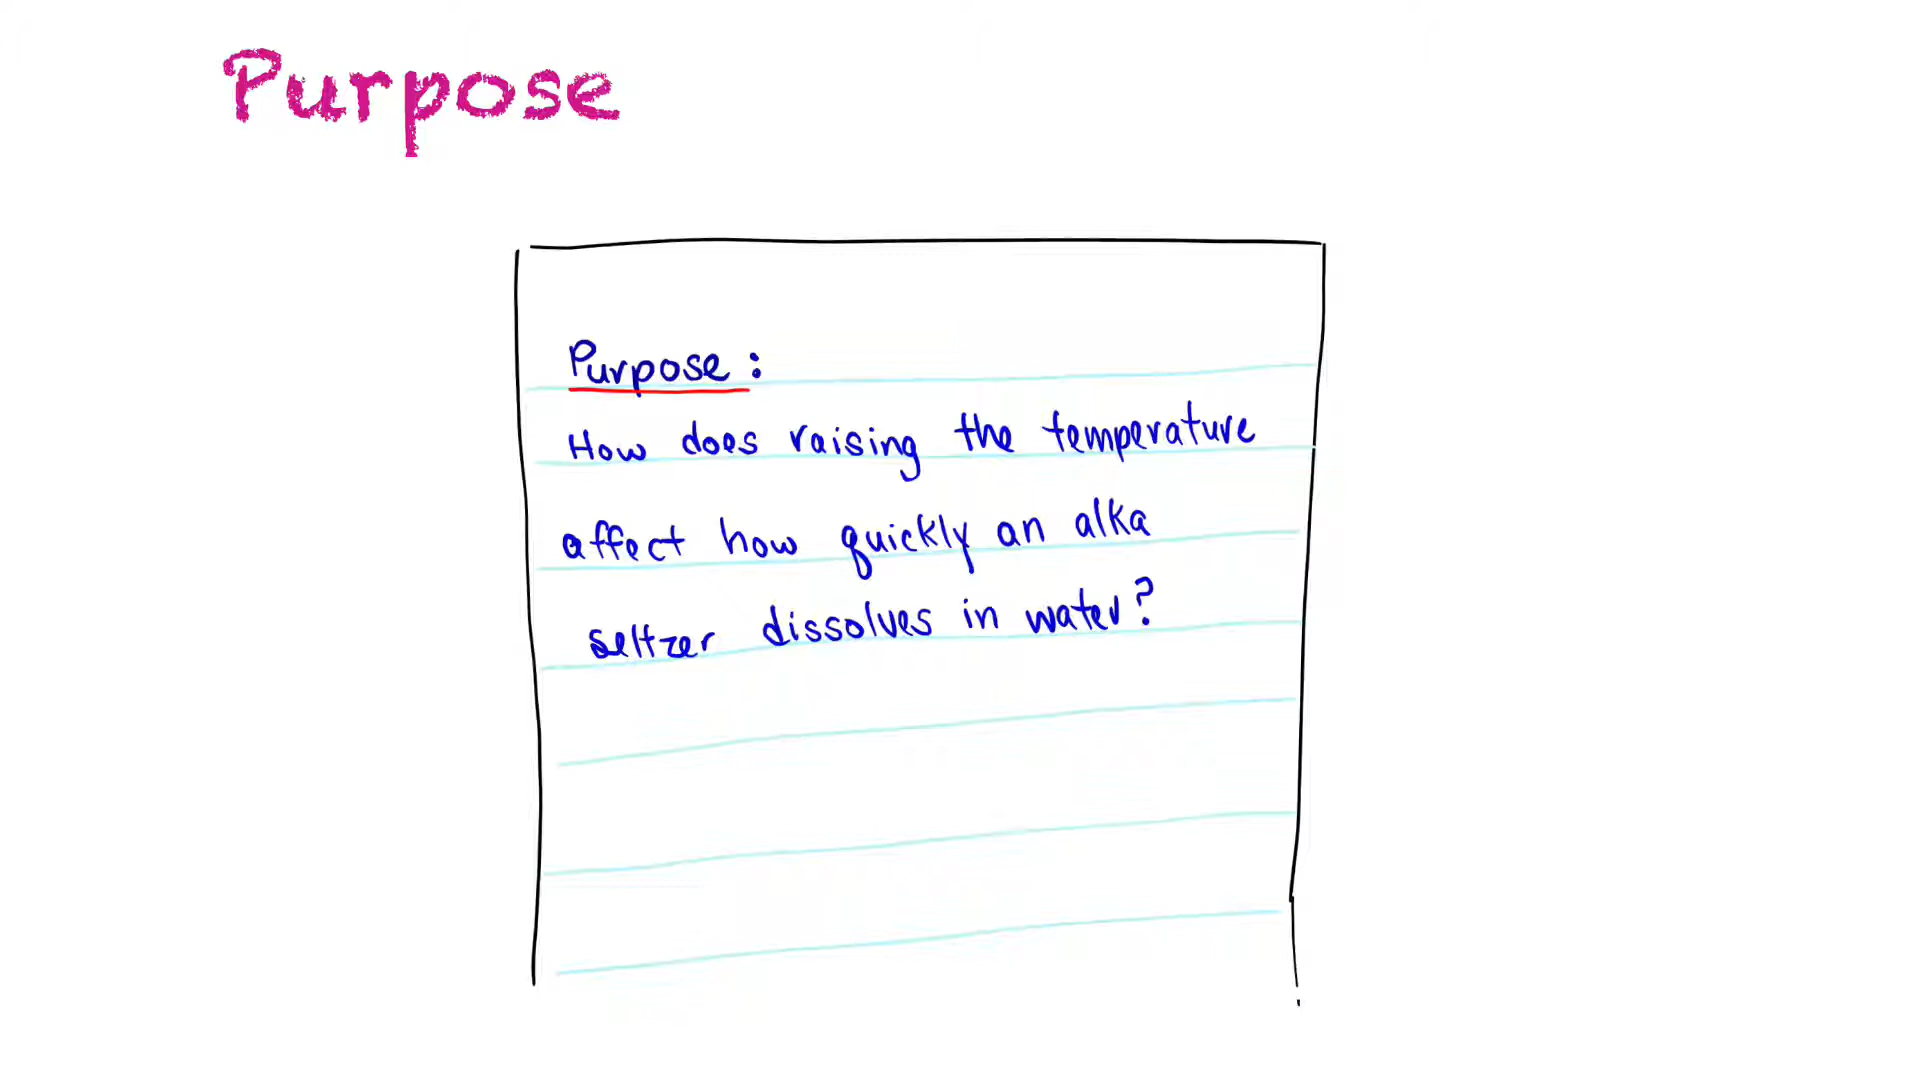 Purpose
Purpose:
How does raising the temperature
affect how quickly an alka
seltzer dissolves in water?